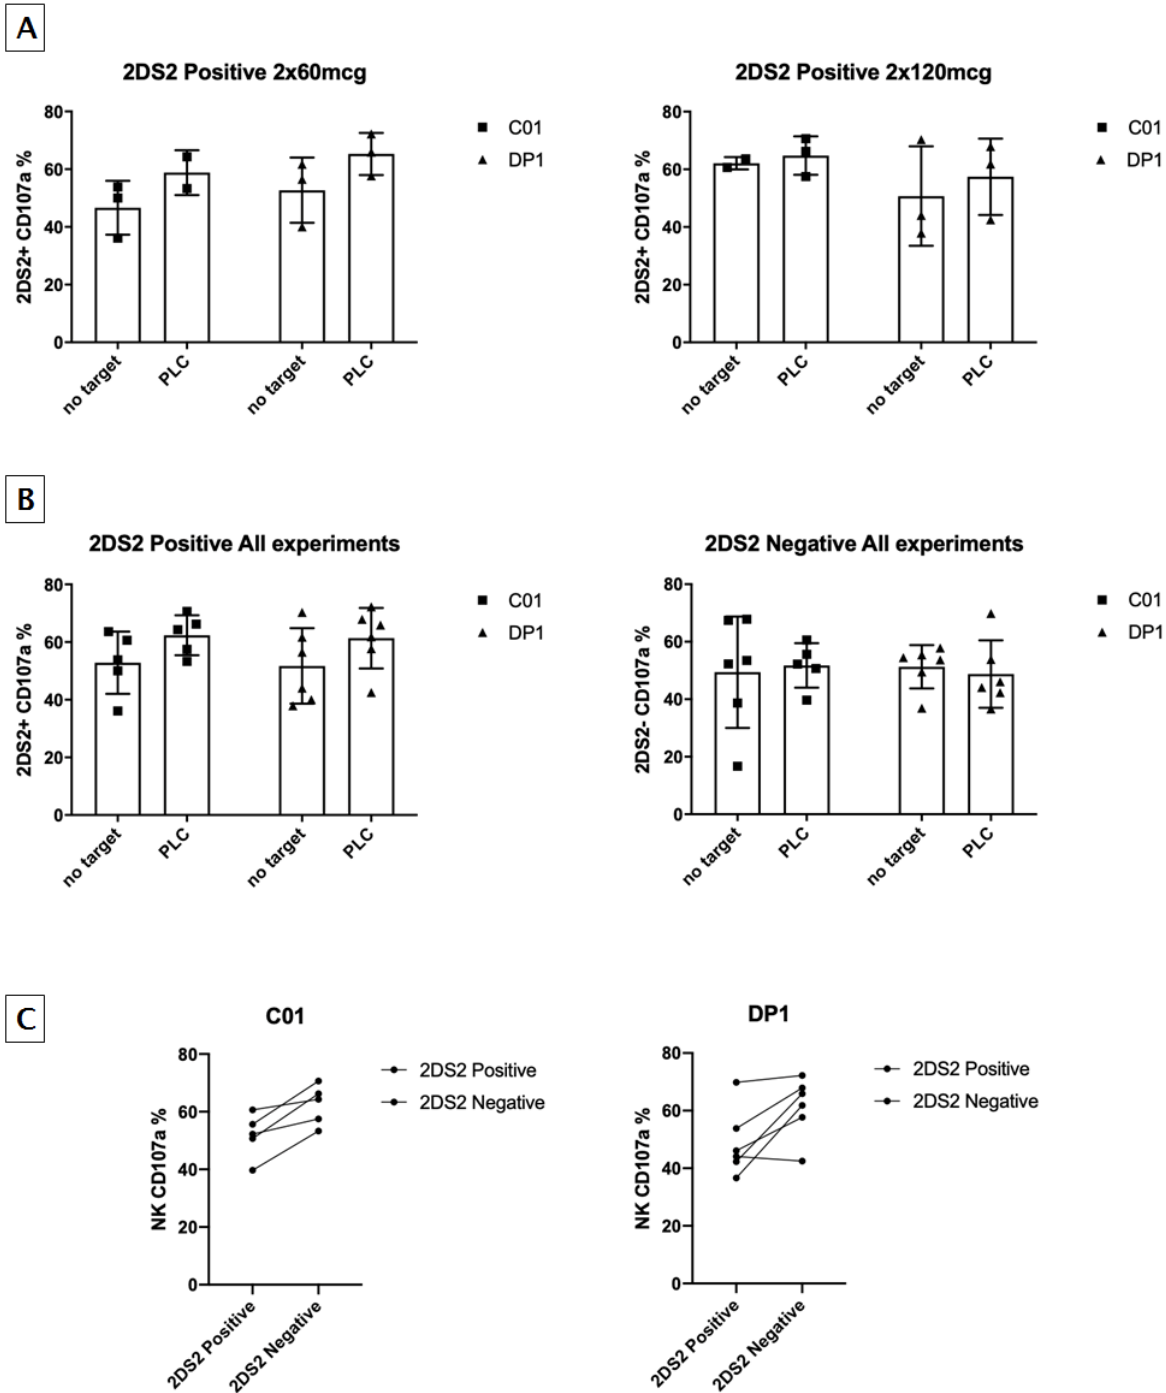 A
2DS2 Positive 2x60mcg
2DS2+ CD107a %
80
60
40
20
0
no target
PLC
no target
PLC
C01
DP1
2DS2 Positive 2x120mcg
2DS2+ CD107a %
80
60
40
20
0
no target
PLC
no target
PLC
C01
DP1
B
2DS2 Positive All experiments
2DS2+ CD107a %
80
60
40
20
0
no target
PLC
no target
PLC
C01
DP1
2DS2 Negative All experiments
2DS2- CD107a %
80
60
40
20
0
no target
PLC
no target
PLC
C01
DP1
C
C01
NK CD107a %
80
60
40
20
0
2DS2 Positive
2DS2 Negative
2DS2 Positive
2DS2 Negative
DP1
NK CD107a %
80
60
40
20
0
2DS2 Positive
2DS2 Negative
2DS2 Positive
2DS2 Negative